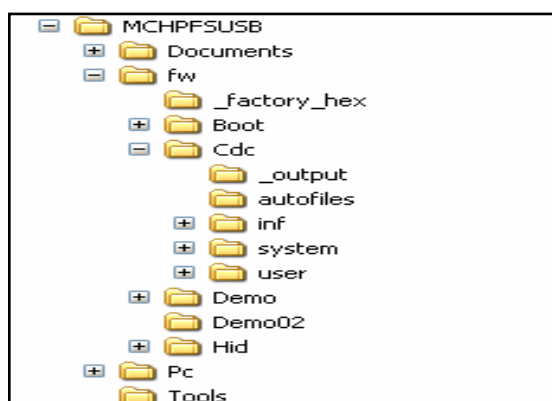 MCHPFSUSB
Documents
fw
_factory_hex
Boot
Cdc
_output
autofiles
inf
system
user
Demo
Demo02
Hid
Pc
Tools